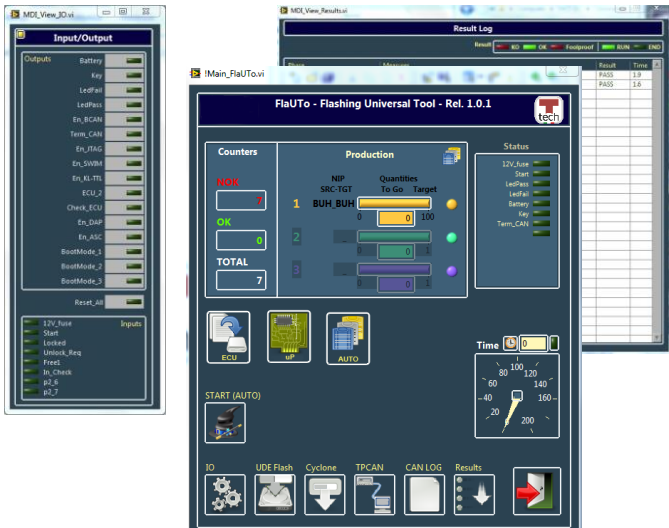 MDI_View_IO.vi
Input/Output
Outputs
Battery
Key
LedFail
LedPass
En_BCAN
Term_CAN
En_JTAG
En_SWIM
En_KL-TTL
ECU_2
Check_ECU
En_DAP
En_ASC
BootMode_1
BootMode_2
BootMode_3
Reset_All
12V_fuse Inputs
Start
Locked
Unlock_Req
Free1
In_Check
p2_6
p2_7
MDI_View_Results.vi
Result Log
Result KO OK Foolproof RUN END
Phase Measure Result Time
PASS 1.9
PASS 1.6
!Main_FlaUTo.vi
FlaUTo - Flashing Universal Tool - Rel. 1.0.1
T
tech
Counters
NOK
7
OK
0
TOTAL
7
Production
NIP Quantities
SRC-TGT To Go Target
1 BUH_BUH
0 0 100
2 _
0 0 1
3 _
0 0 1
Status
12V_fuse
Start
LedPass
LedFail
Battery
Key
Term_CAN
ECU
uP
AUTO
Time 0
20 40 60 80 100 120 140 160 200
START (AUTO)
IO UDE Flash Cyclone TPCAN CAN LOG Results